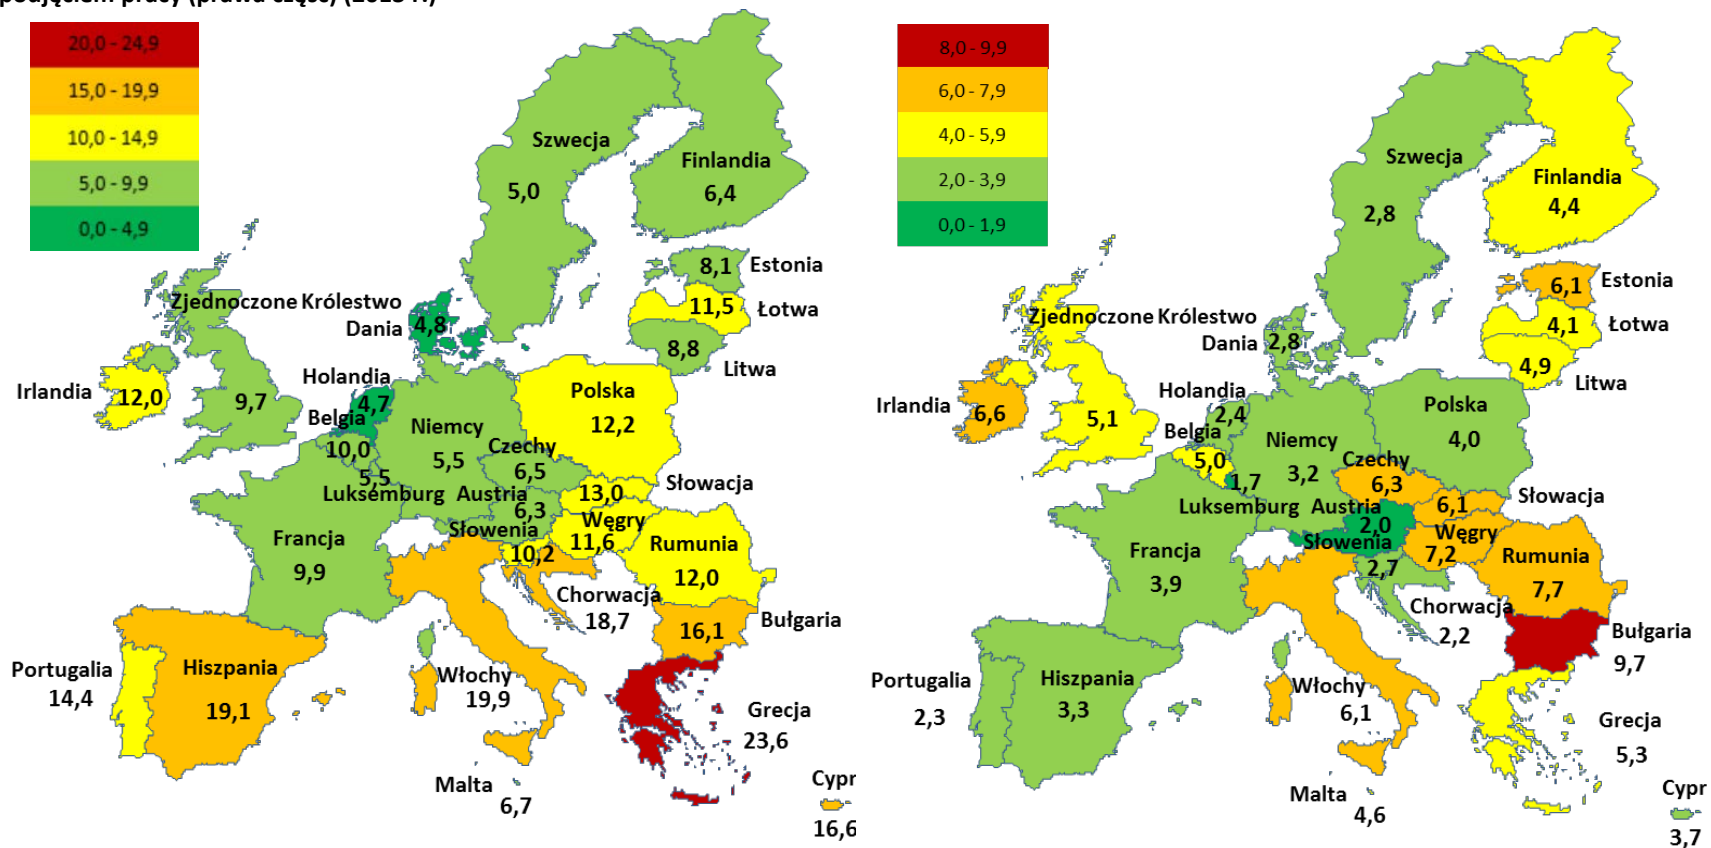 podjęciem pracy (prawa część) (2015 r.)
20,0 - 24,9
15,0 - 19,9
10,0 - 14,9
5,0 - 9,9
0,0 - 4,9
Szwecja
5,0
Finlandia
6,4
8,1 Estonia
11,5 Łotwa
8,8
Litwa
Zjednoczone Królestwo
Dania 4,8
Irlandia 12,0
9,7
Holandia
4,7
Belgia
10,0
5,5
Luksemburg
Niemcy
5,5
Polska
12,2
Czechy
6,5
Słowacja
13,0
Austria
6,3
Węgry
11,6
Słowenia
10,2
Rumunia
12,0
Francja
9,9
Chorwacja
18,7
Bułgaria
16,1
Portugalia
14,4
Hiszpania
19,1
Włochy
19,9
Grecja
23,6
Malta
6,7
Cypr
16,6
8,0 - 9,9
6,0 - 7,9
4,0 - 5,9
2,0 - 3,9
0,0 - 1,9
Szwecja
2,8
Finlandia
4,4
6,1 Estonia
4,1 Łotwa
4,9
Litwa
Zjednoczone Królestwo
Dania 2,8
Irlandia
6,6
5,1
Holandia
2,4
Belgia
5,0
1,7
Luksemburg
Niemcy
3,2
Polska
4,0
Czechy
6,3
Słowacja
6,1
Austria
2,0
Węgry
7,2
Słowenia
2,7
Rumunia
7,7
Francja
3,9
Chorwacja
2,2
Bułgaria
9,7
Portugalia
2,3
Hiszpania
3,3
Włochy
6,1
Grecja
5,3
Malta
4,6
Cypr
3,7